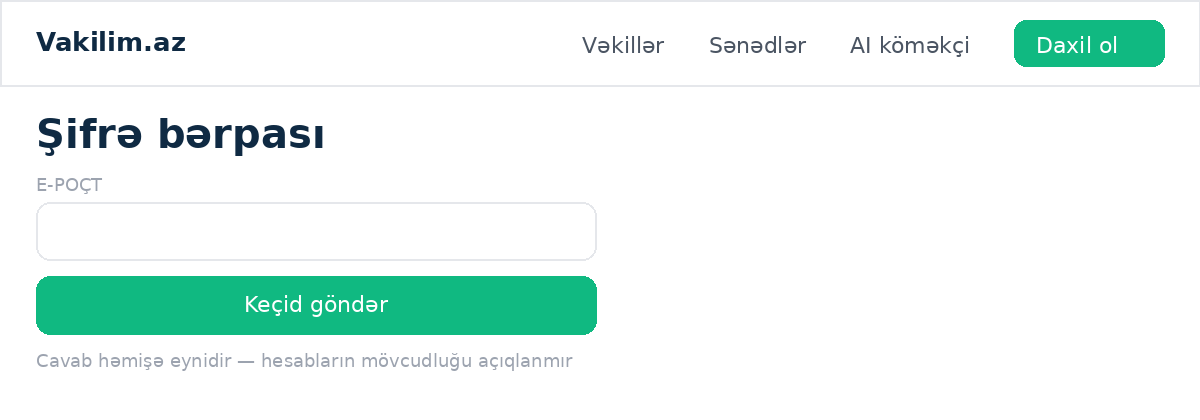 Vakilim.az Vəkillər Sənədlər AI köməkçi Daxil ol
Şifrə bərpası
E-POÇT
Keçid göndər
Cavab həmişə eynidir — hesabların mövcudluğu açıqlanmır